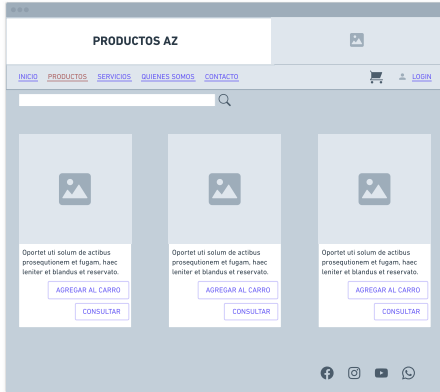 PRODUCTOS AZ
INICIO PRODUCTOS SERVICIOS QUIENES SOMOS CONTACTO LOGIN
Oportet uti solum de actibus
prosequtionem et fugam, haec
leniter et blandus et reservato.
AGREGAR AL CARRO
CONSULTAR
Oportet uti solum de actibus
prosequtionem et fugam, haec
leniter et blandus et reservato.
AGREGAR AL CARRO
CONSULTAR
Oportet uti solum de actibus
prosequtionem et fugam, haec
leniter et blandus et reservato.
AGREGAR AL CARRO
CONSULTAR